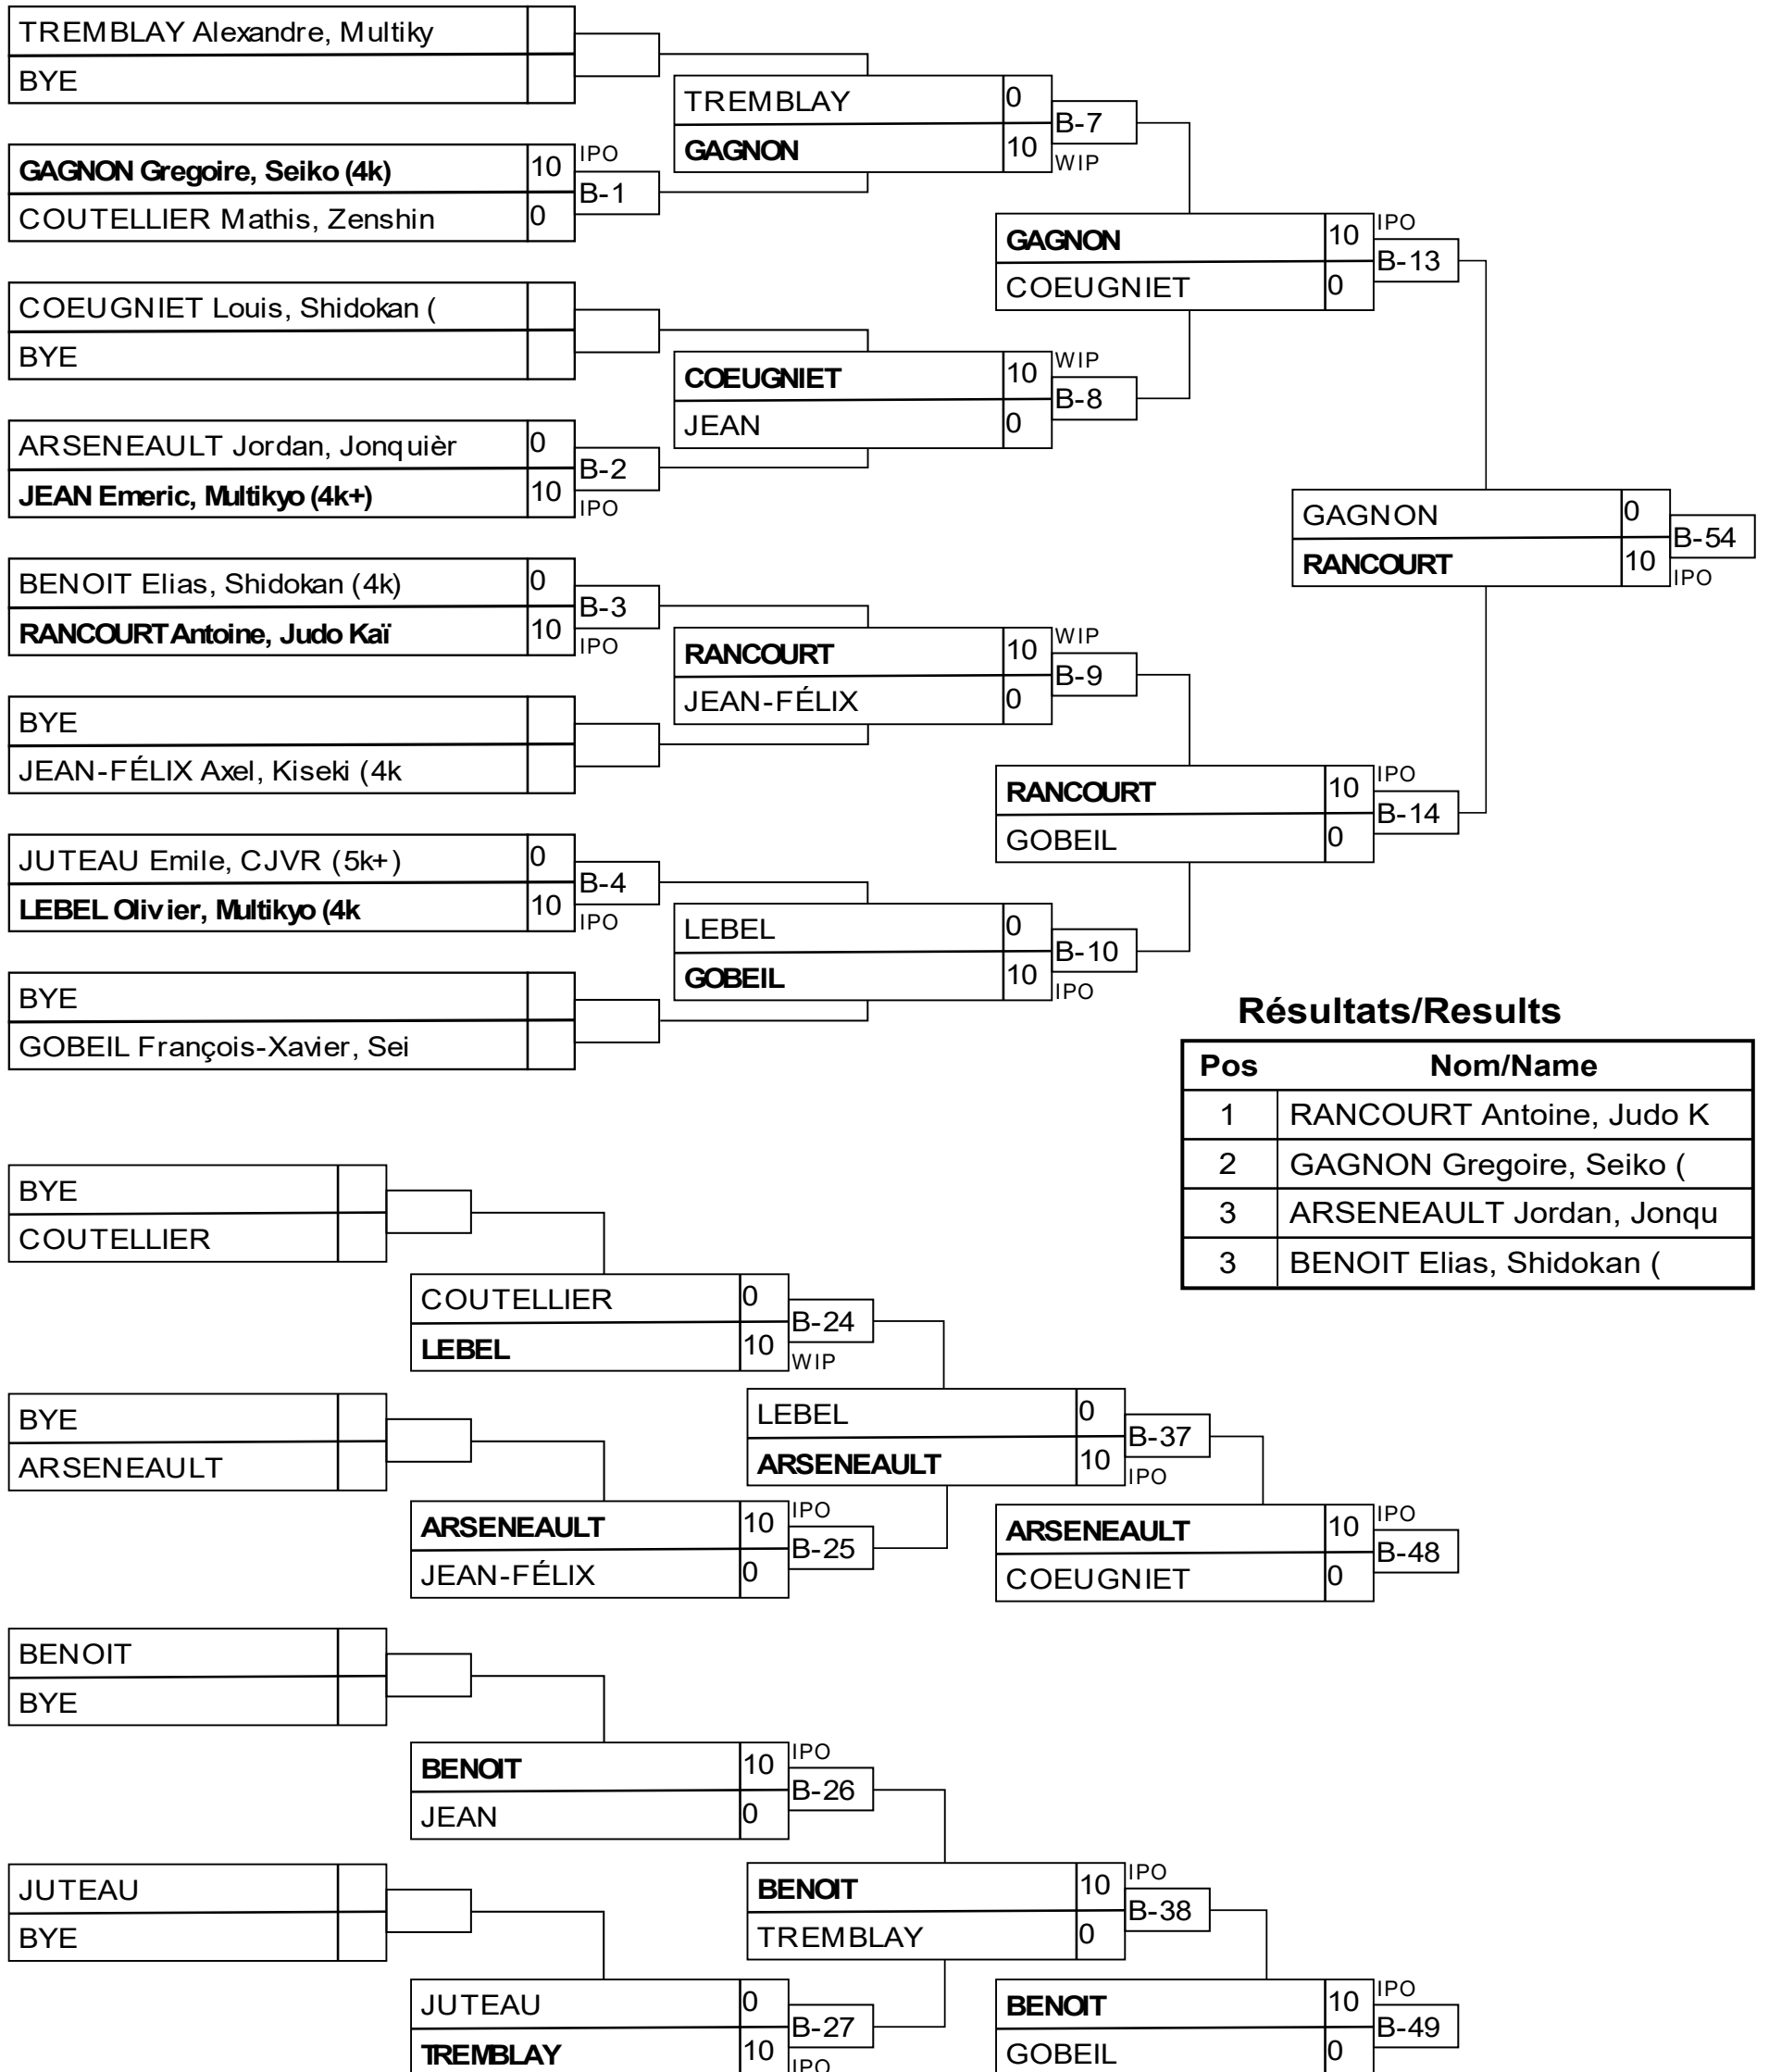 TREMBLAY Alexandre, Multiky
BYE
TREMBLAY 0
B-7
GAGNON 10
WIP
GAGNON Gregoire, Seiko (4k) 10
IPO
B-1
COUTELLIER Mathis, Zenshin 0
GAGNON 10
IPO
B-13
COEUGNIET 0
COEUGNIET Louis, Shidokan (
BYE
COEUGNIET 10
WIP
B-8
JEAN 0
ARSENEAULT Jordan, Jonquièr 0
B-2
JEAN Emeric, Multikyo (4k+) 10
IPO
GAGNON 0
B-54
RANCOURT 10
IPO
BENOIT Elias, Shidokan (4k) 0
B-3
RANCOURT Antoine, Judo Kaï 10
IPO
RANCOURT 10
WIP
B-9
JEAN-FÉLIX 0
BYE
JEAN-FÉLIX Axel, Kiseki (4k
RANCOURT 10
IPO
B-14
GOBEIL 0
JUTEAU Emile, CJVR (5k+) 0
B-4
LEBEL Olivier, Multikyo (4k 10
IPO
LEBEL 0
B-10
GOBEIL 10
IPO
BYE
GOBEIL François-Xavier, Sei
Résultats/Results
Pos Nom/Name
1 RANCOURT Antoine, Judo K
2 GAGNON Gregoire, Seiko (
3 ARSENEAULT Jordan, Jonqu
3 BENOIT Elias, Shidokan (
BYE
COUTELLIER
COUTELLIER 0
B-24
LEBEL 10
WIP
BYE
ARSENEAULT
LEBEL 0
B-37
ARSENEAULT 10
IPO
ARSENEAULT 10
IPO
B-25
JEAN-FÉLIX 0
ARSENEAULT 10
IPO
B-48
COEUGNIET 0
BENOIT
BYE
BENOIT 10
IPO
B-26
JEAN 0
JUTEAU
BYE
BENOIT 10
IPO
B-38
TREMBLAY 0
JUTEAU 0
B-27
TREMBLAY 10
IPO
BENOIT 10
IPO
B-49
GOBEIL 0